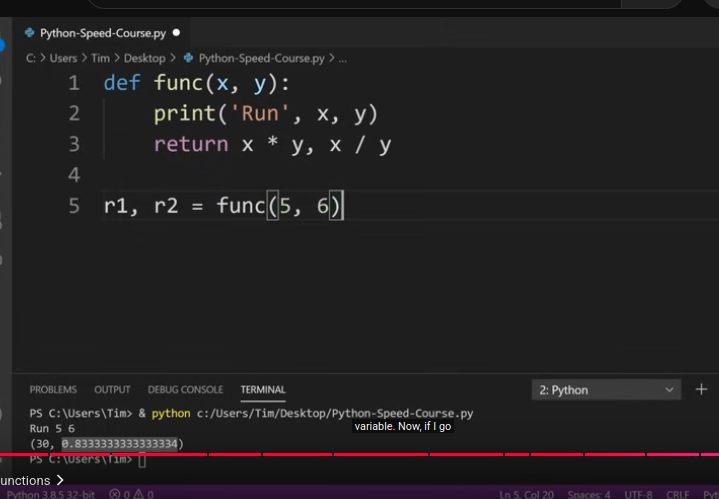 Python-Speed-Course.py
C: > Users > Tim > Desktop > Python-Speed-Course.py > ...
1 def func(x, y):
2 print('Run', x, y)
3 return x * y, x / y
4
5 r1, r2 = func(5, 6)
PROBLEMS OUTPUT DEBUG CONSOLE TERMINAL 2: Python
PS C:\Users\Tim> & python c:/Users/Tim/Desktop/Python-Speed-Course.py
Run 5 6
variable. Now, if I go
(30, 0.8333333333333334)
PS C:\Users\Tim>
unctions >
Python 3.8.5 32-bit 0 0 Ln 5, Col 20 Spaces: 4 UTF-8 CRLF Pyt